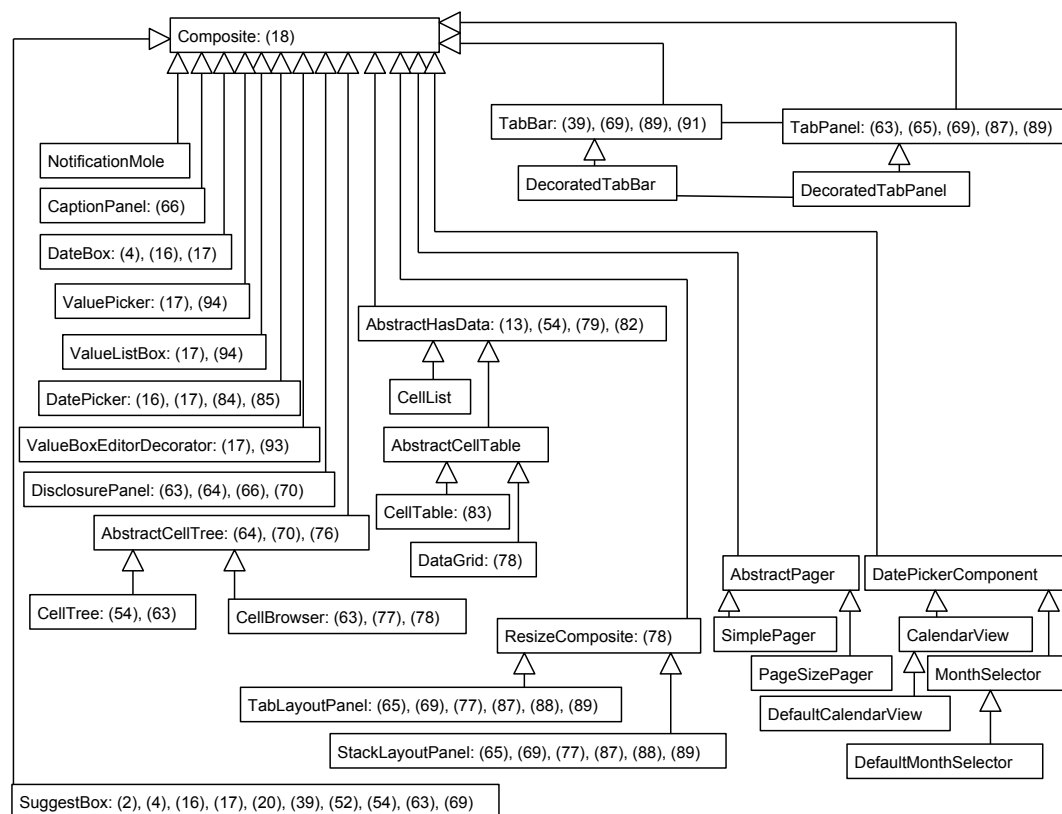 Composite: (18)
TabBar: (39), (69), (89), (91)
TabPanel: (63), (65), (69), (87), (89)
NotificationMole
DecoratedTabBar
DecoratedTabPanel
CaptionPanel: (66)
DateBox: (4), (16), (17)
ValuePicker: (17), (94)
AbstractHasData: (13), (54), (79), (82)
ValueListBox: (17), (94)
DatePicker: (16), (17), (84), (85)
CellList
ValueBoxEditorDecorator: (17), (93)
AbstractCellTable
DisclosurePanel: (63), (64), (66), (70)
CellTable: (83)
AbstractCellTree: (64), (70), (76)
DataGrid: (78)
AbstractPager
DatePickerComponent
CellTree: (54), (63)
CellBrowser: (63), (77), (78)
ResizeComposite: (78)
SimplePager
CalendarView
PageSizePager
MonthSelector
TabLayoutPanel: (65), (69), (77), (87), (88), (89)
DefaultCalendarView
StackLayoutPanel: (65), (69), (77), (87), (88), (89)
DefaultMonthSelector
SuggestBox: (2), (4), (16), (17), (20), (39), (52), (54), (63), (69)